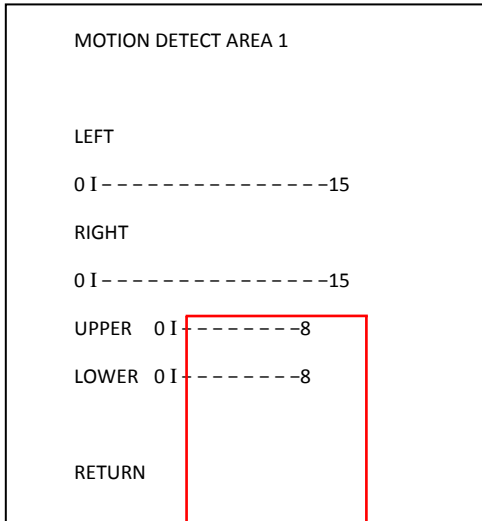 MOTION DETECT AREA 1
LEFT
0 I－－－－－－－－－－－－－－15
RIGHT
0 I－－－－－－－－－－－－－－15
UPPER 0 I－－－－－－－－8
LOWER 0 I－－－－－－－－8
RETURN